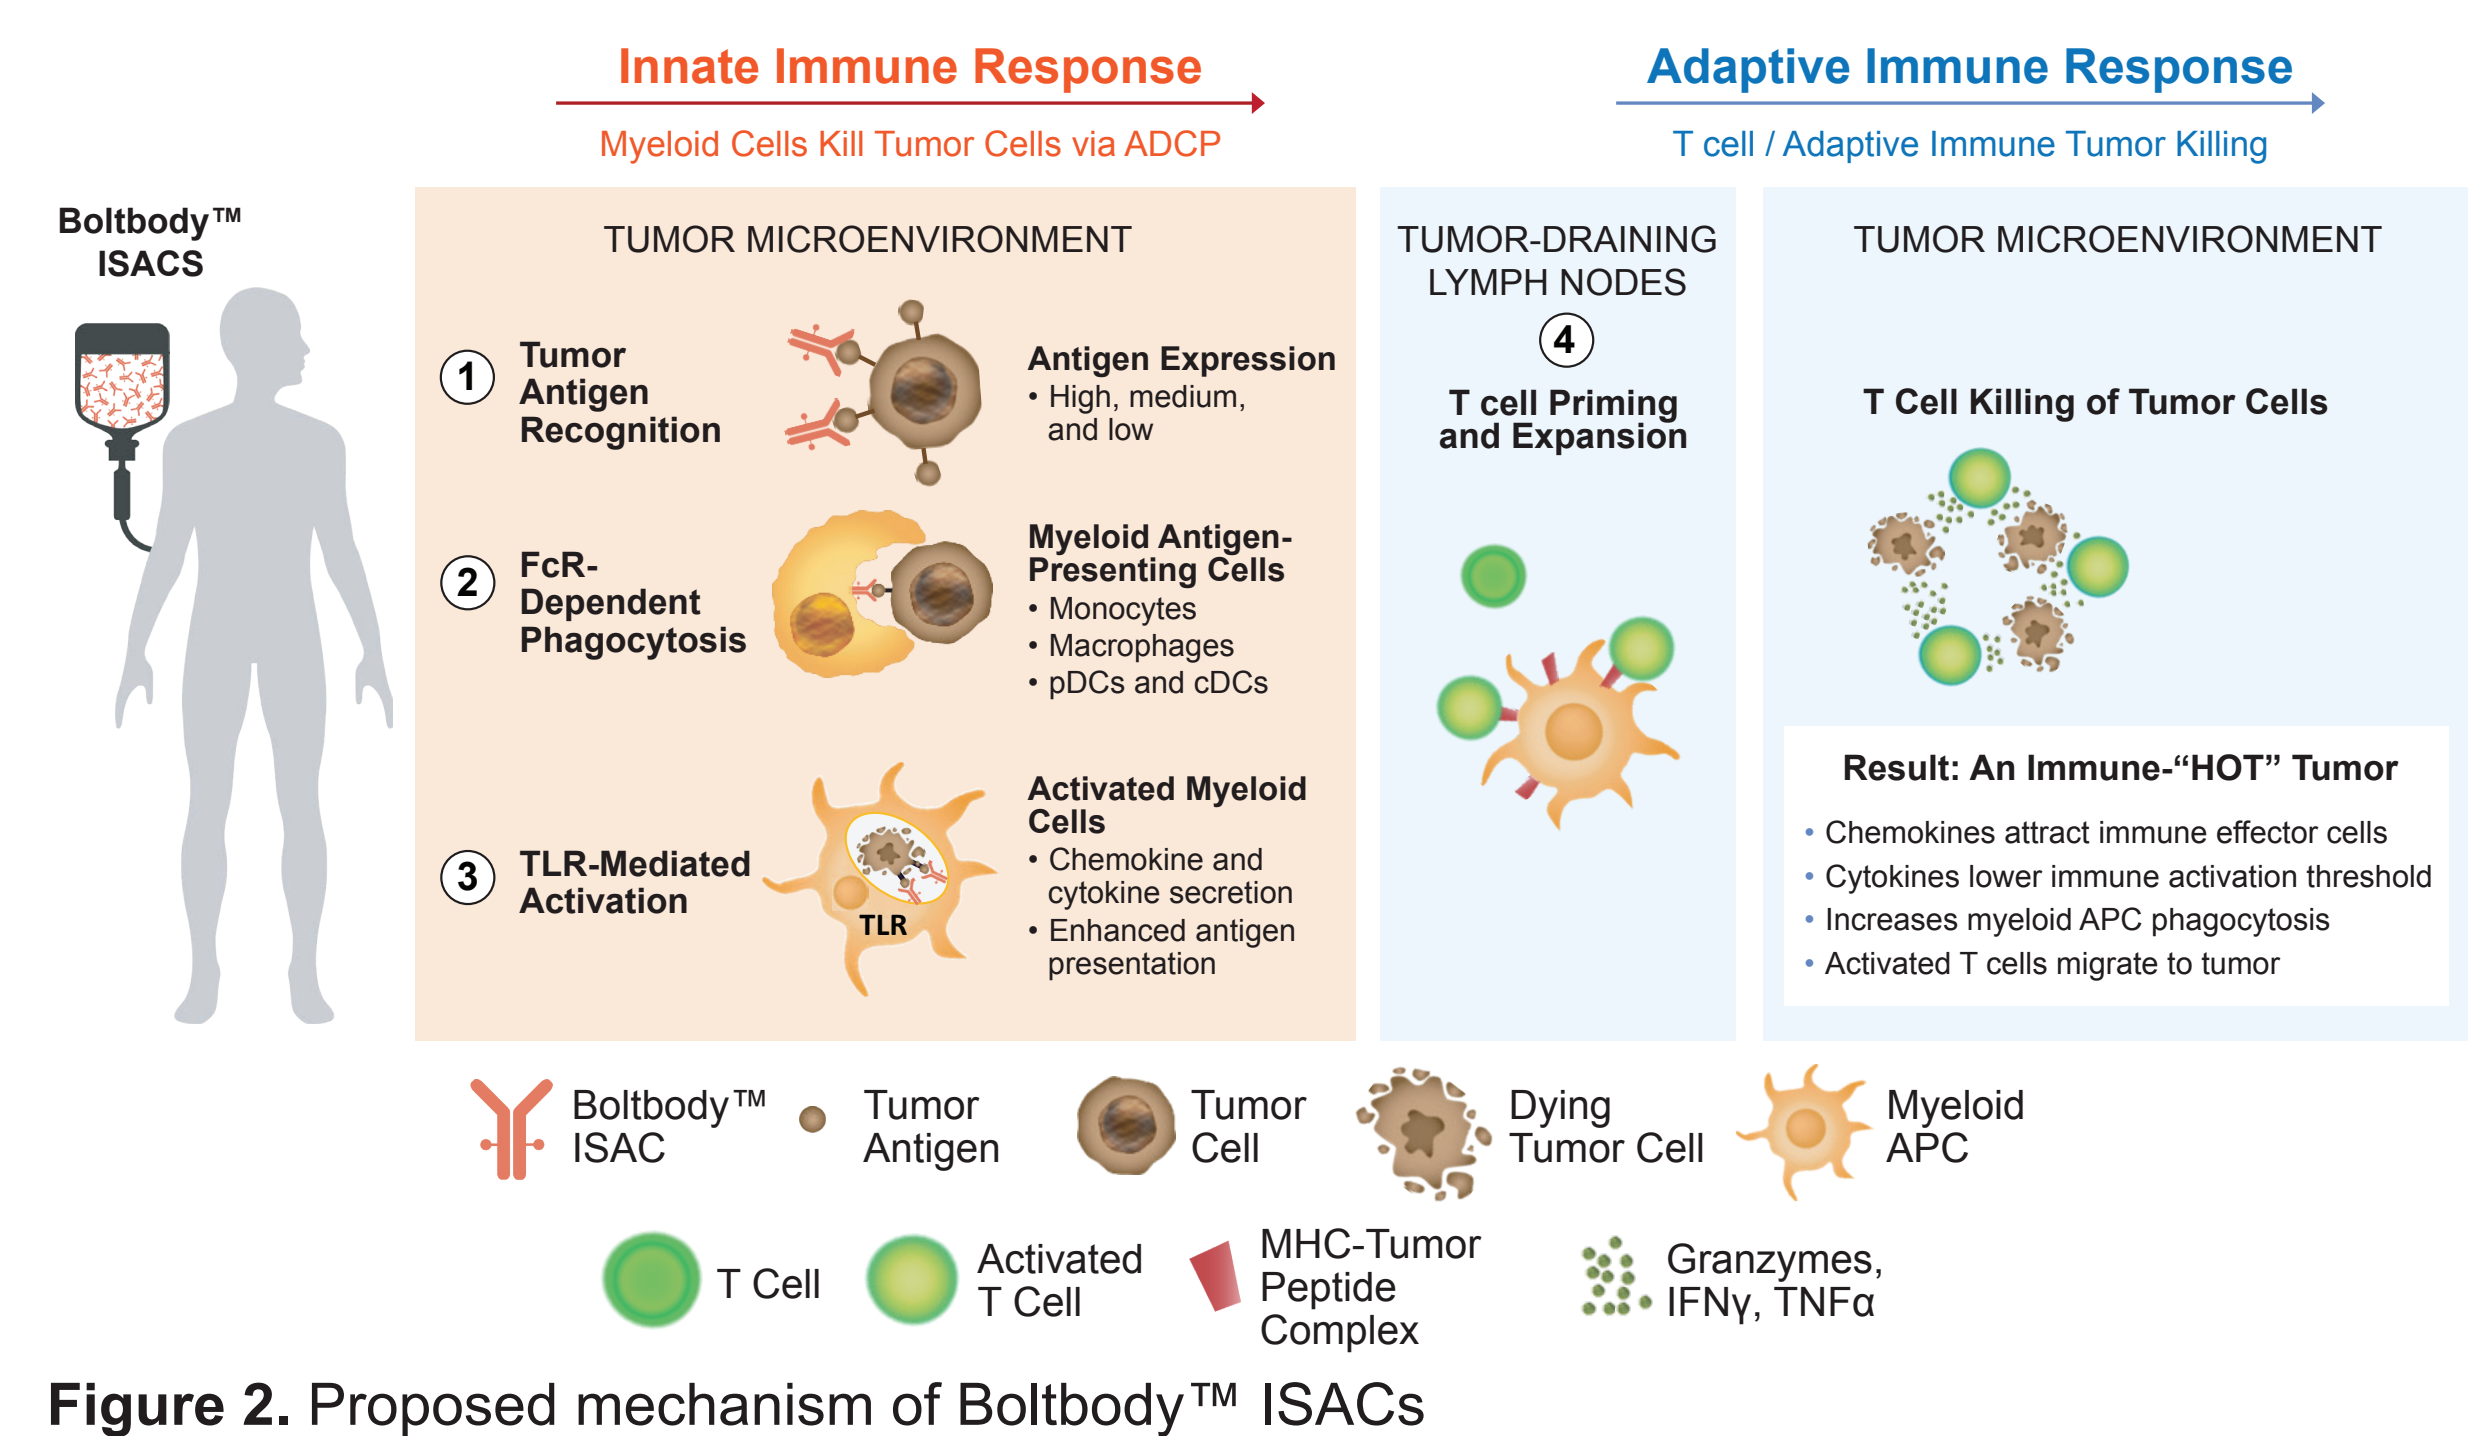 Innate Immune Response
Myeloid Cells Kill Tumor Cells via ADCP
Adaptive Immune Response
T cell / Adaptive Immune Tumor Killing
Boltbody™
ISACS
TUMOR MICROENVIRONMENT
1
Tumor
Antigen
Recognition
Antigen Expression
• High, medium,
and low
2
FcR-
Dependent
Phagocytosis
Myeloid Antigen-
Presenting Cells
• Monocytes
• Macrophages
• pDCs and cDCs
3
TLR-Mediated
Activation
TLR
Activated Myeloid
Cells
• Chemokine and
cytokine secretion
• Enhanced antigen
presentation
TUMOR-DRAINING
LYMPH NODES
4
T cell Priming
and Expansion
TUMOR MICROENVIRONMENT
T Cell Killing of Tumor Cells
Result: An Immune-“HOT” Tumor
• Chemokines attract immune effector cells
• Cytokines lower immune activation threshold
• Increases myeloid APC phagocytosis
• Activated T cells migrate to tumor
Boltbody™
ISAC
Tumor
Antigen
Tumor
Cell
Dying
Tumor Cell
Myeloid
APC
T Cell
Activated
T Cell
MHC-Tumor
Peptide
Complex
Granzymes,
IFNγ, TNFα
Figure 2. Proposed mechanism of Boltbody™ ISACs